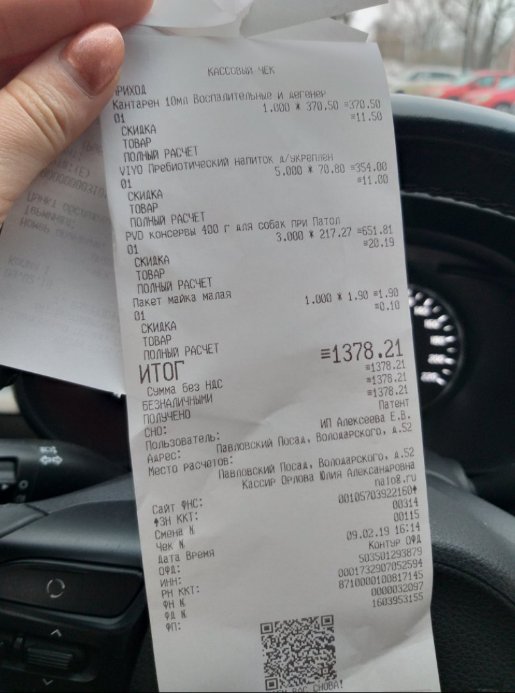 КАССОВЫЙ ЧЕК
ПРИХОД
Кантарен 10мл Воспалительные и дегенер
1.000 * 370.50 =370.50
01
СКИДКА =11.50
ТОВАР
ПОЛНЫЙ РАСЧЕТ
VIYO Пребиотический напиток д/укреплен
5.000 * 70.80 =354.00
01
СКИДКА =11.00
ТОВАР
ПОЛНЫЙ РАСЧЕТ
PVD консервы 400 г для собак при Патол
3.000 * 217.27 =651.81
01
СКИДКА =20.19
ТОВАР
ПОЛНЫЙ РАСЧЕТ
Пакет майка малая
1.000 * 1.90 =1.90
01
СКИДКА =0.10
ТОВАР
ПОЛНЫЙ РАСЧЕТ
ИТОГ =1378.21
Сумма без НДС =1378.21
БЕЗНАЛИЧНЫМИ =1378.21
ПОЛУЧЕНО =1378.21
СНО: Патент
Пользователь: ИП Алексеева Е.В.
Адрес: Павловский Посад, Володарского, д.52
Место расчетов:
Павловский Посад, Володарского, д.52
Кассир Орлова Юлия Александровна
Сайт ФНС: nalog.ru
ЗН ККТ: 00105703922160
Смена N 00314
Чек N 00115
Дата Время 09.02.19 16:14
ОФД: Контур ОФД
ИНН: 503501293879
РН ККТ: 0001732907052594
ФН N 8710000100817145
ФД N 0000032097
ФП: 1603953155
СНОВА!